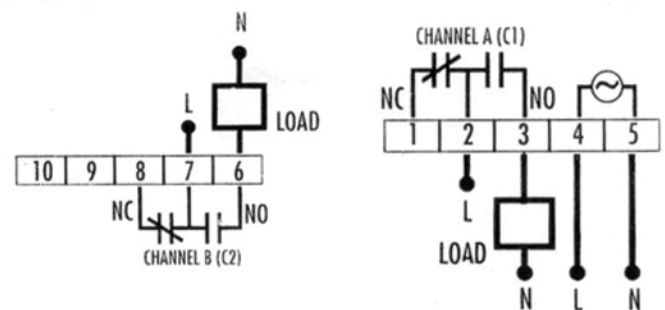 N
L
LOAD
10 9 8 7 6
NC NO
CHANNEL B (C2)
CHANNEL A (C1)
NC NO
1 2 3 4 5
L
LOAD
N L N